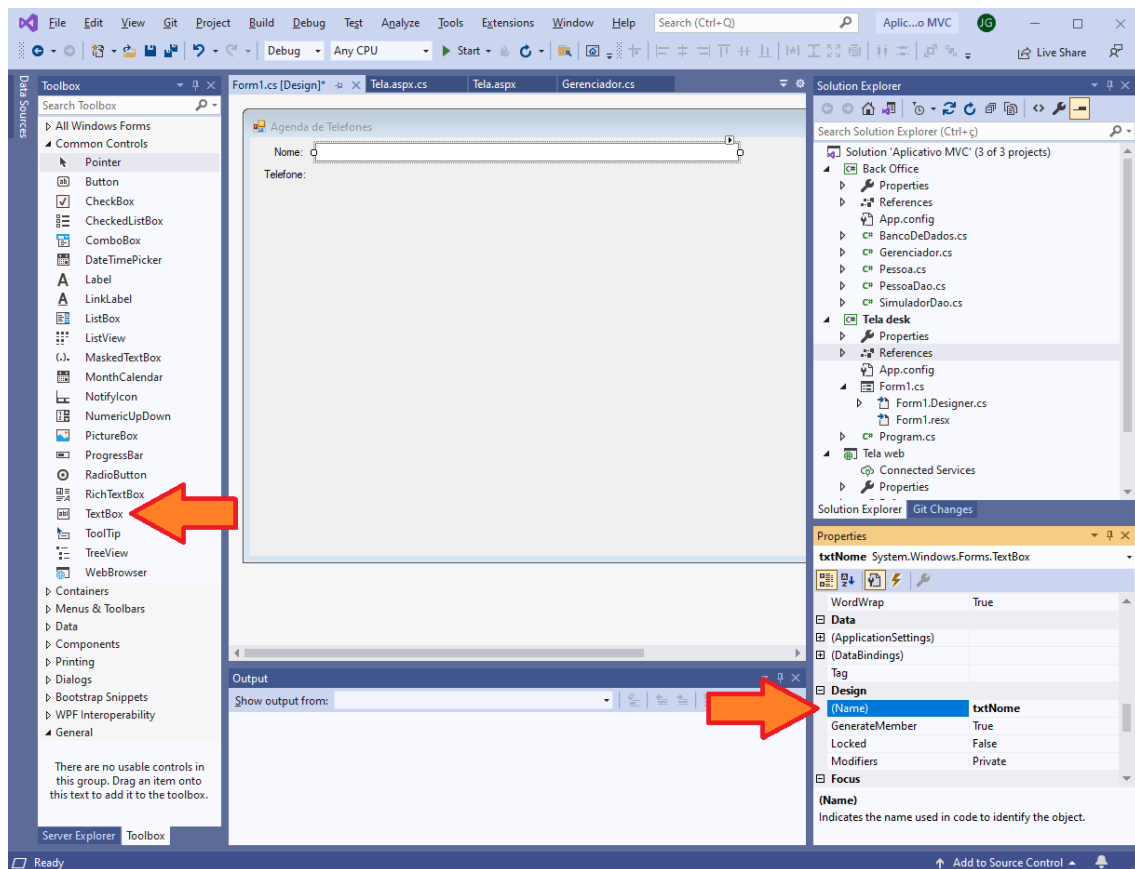 File Edit View Git Project Build Debug Test Analyze Tools Extensions Window Help Search (Ctrl+Q) Aplic...o MVC JG
Debug Any CPU Start Live Share
Data Sources
Toolbox
Search Toolbox
All Windows Forms
Common Controls
Pointer
Button
CheckBox
CheckedListBox
ComboBox
DateTimePicker
Label
LinkLabel
ListBox
ListView
MaskedTextBox
MonthCalendar
NotifyIcon
NumericUpDown
PictureBox
ProgressBar
RadioButton
RichTextBox
TextBox
ToolTip
TreeView
WebBrowser
Containers
Menus & Toolbars
Data
Components
Printing
Dialogs
Bootstrap Snippets
WPF Interoperability
General
There are no usable controls in
this group. Drag an item onto
this text to add it to the toolbox.
Server Explorer Toolbox
Form1.cs [Design]* Tela.aspx.cs Tela.aspx Gerenciador.cs
Agenda de Telefones
Nome:
Telefone:
Output
Show output from:
Solution Explorer
Search Solution Explorer (Ctrl+ç)
Solution 'Aplicativo MVC' (3 of 3 projects)
Back Office
Properties
References
App.config
BancoDeDados.cs
Gerenciador.cs
Pessoa.cs
PessoaDao.cs
SimuladorDao.cs
Tela desk
Properties
References
App.config
Form1.cs
Form1.Designer.cs
Form1.resx
Program.cs
Tela web
Connected Services
Properties
Solution Explorer Git Changes
Properties
txtNome System.Windows.Forms.TextBox
WordWrap True
Data
(ApplicationSettings)
(DataBindings)
Tag
Design
(Name) txtNome
GenerateMember True
Locked False
Modifiers Private
Focus
(Name)
Indicates the name used in code to identify the object.
Ready Add to Source Control